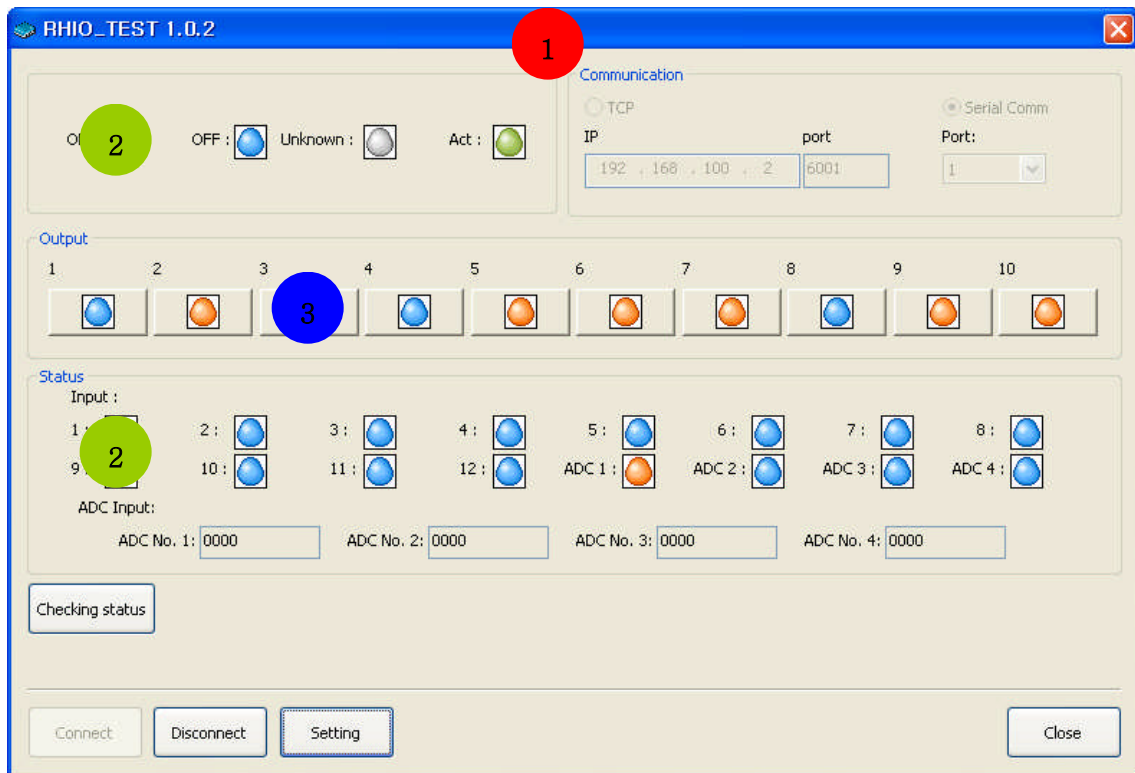 RHIO_TEST 1.0.2
1
Communication
TCP
Serial Comm
2
OFF :
Unknown :
Act :
IP
port
Port:
192 . 168 . 100 . 2
6001
1
Output
1 2 3 4 5 6 7 8 9 10
3
Status
Input :
1 : 2 : 3 : 4 : 5 : 6 : 7 : 8 :
2
9 10 : 11 : 12 : ADC 1 : ADC 2 : ADC 3 : ADC 4 :
ADC Input:
ADC No. 1: 0000 ADC No. 2: 0000 ADC No. 3: 0000 ADC No. 4: 0000
Checking status
Connect Disconnect Setting Close